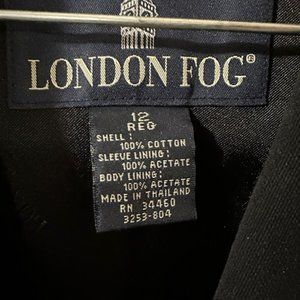 LONDON FOG®
12
REG
SHELL:
100% COTTON
SLEEVE LINING:
100% ACETATE
BODY LINING:
100% ACETATE
MADE IN THAILAND
RN 34460
3253-804